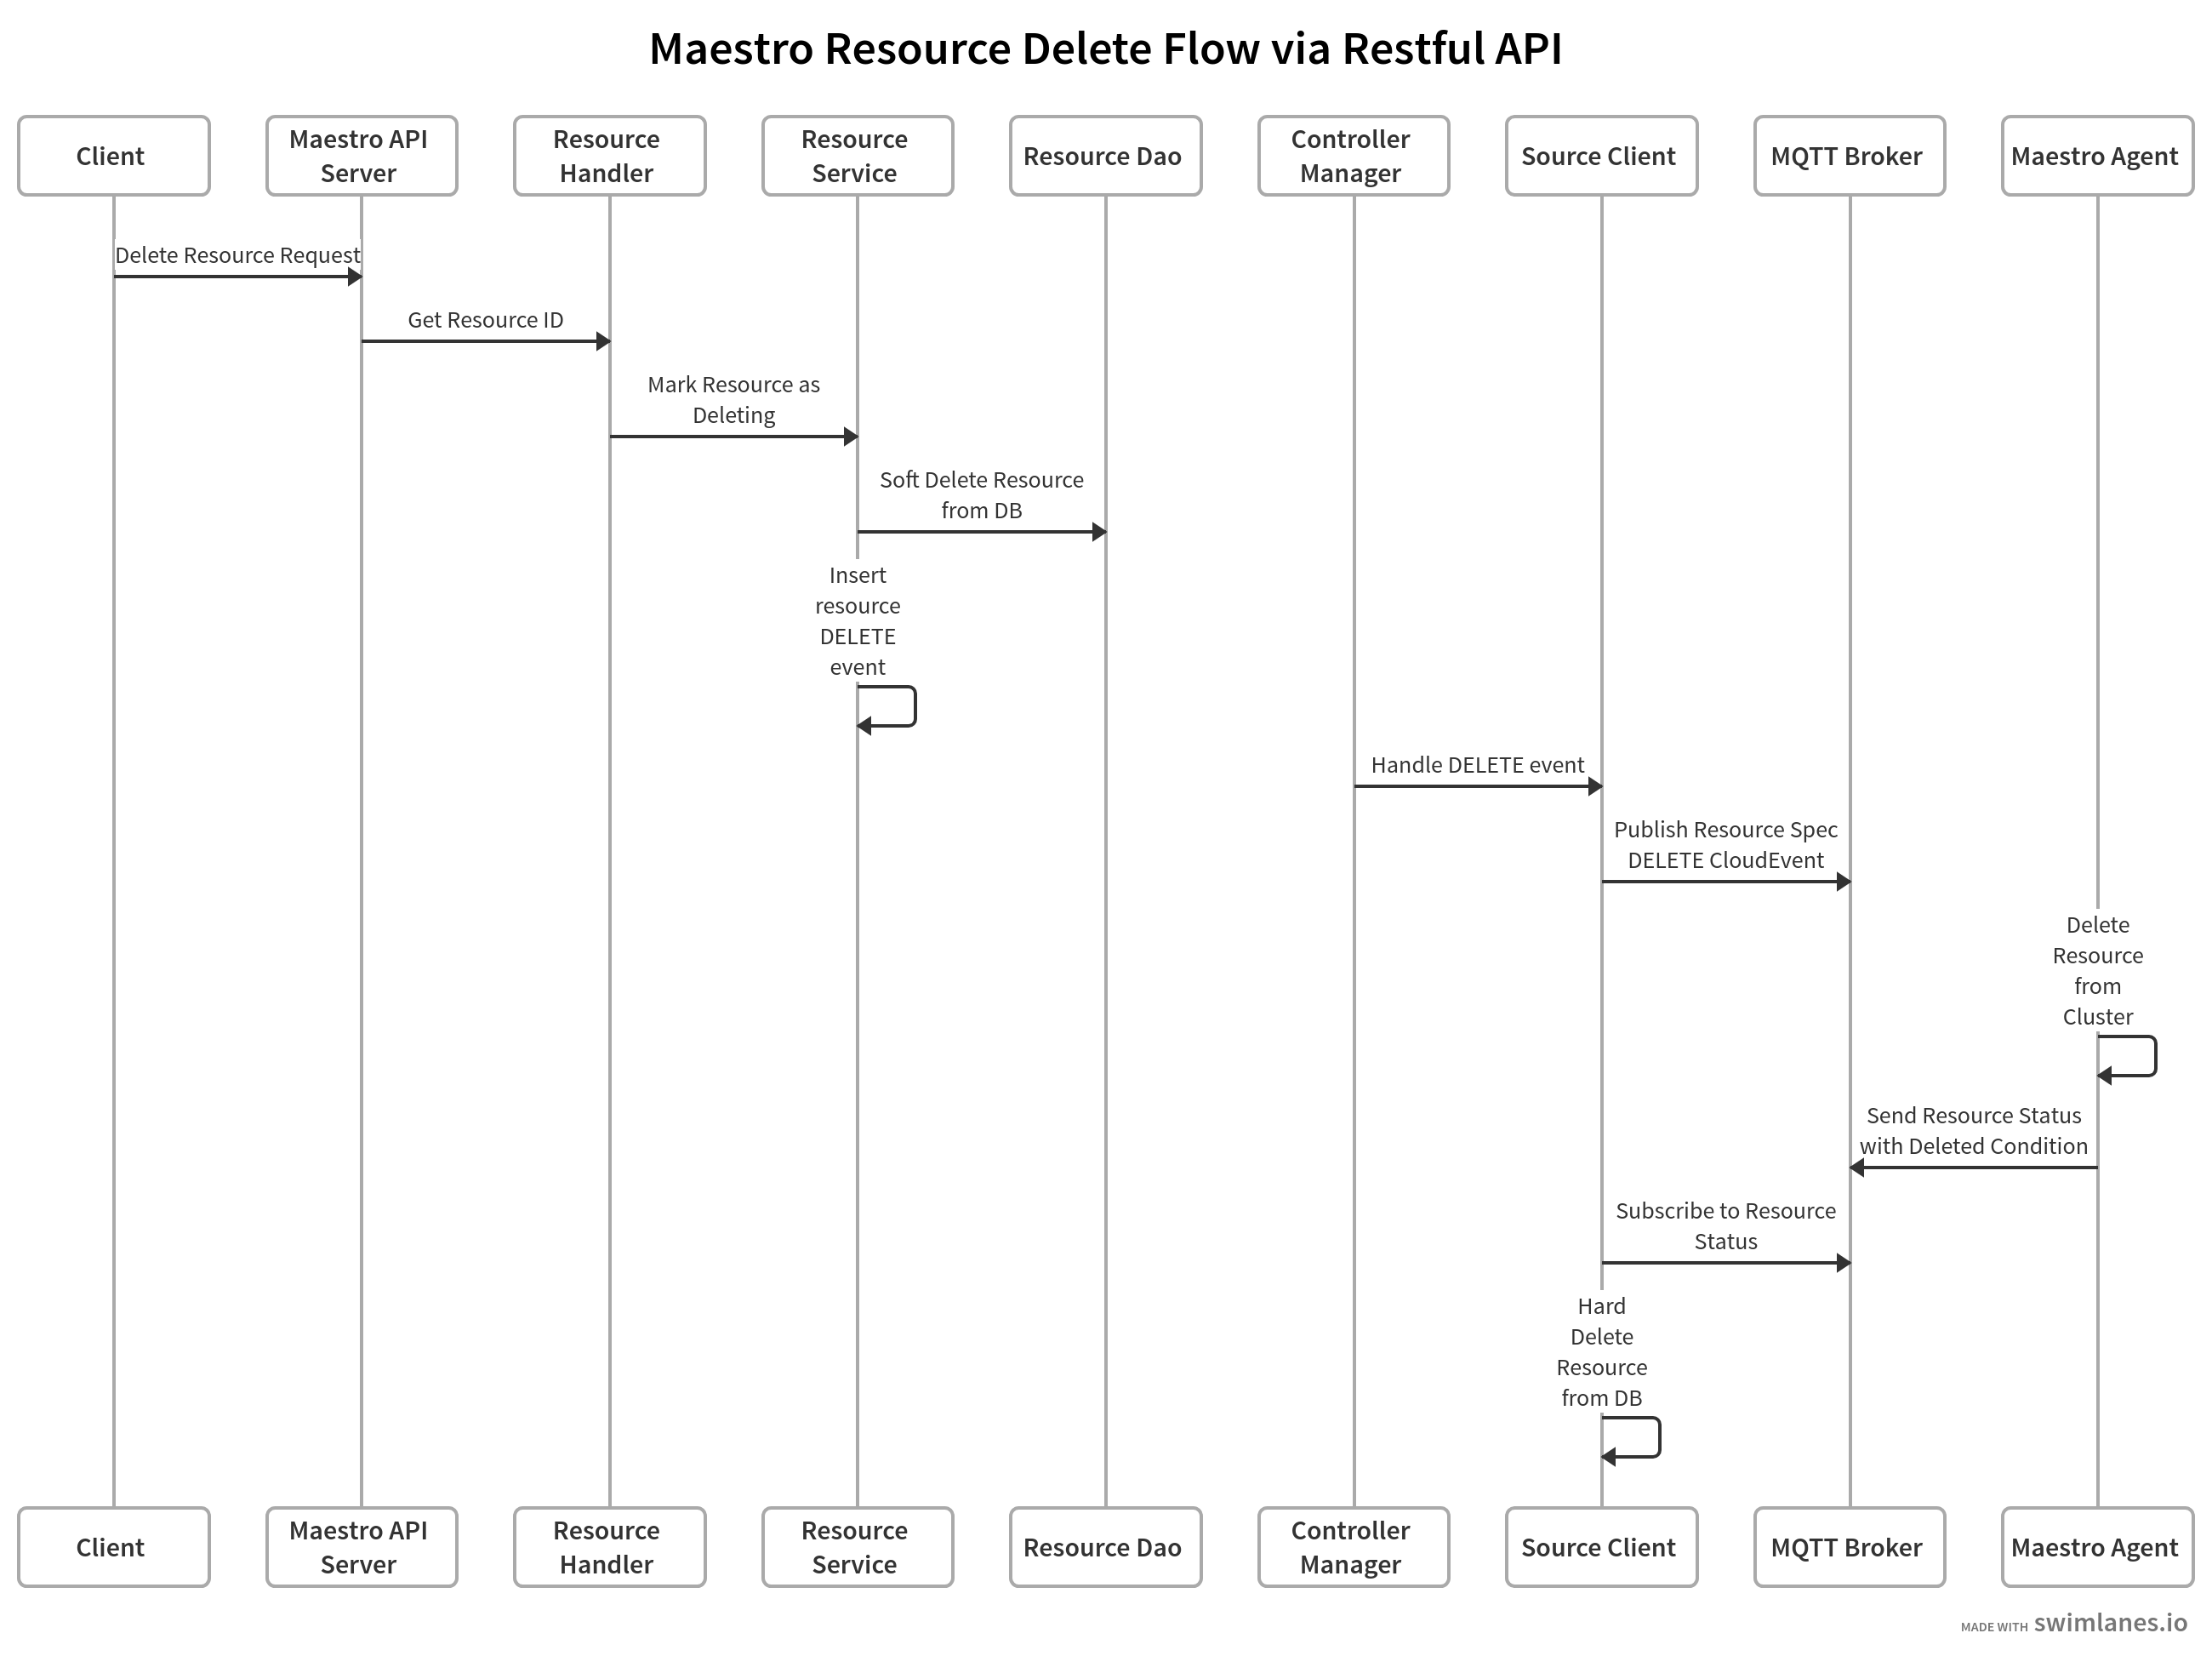 Maestro Resource Delete Flow via Restful API
Client
Maestro API
Server
Resource
Handler
Resource
Service
Resource Dao
Controller
Manager
Source Client
MQTT Broker
Maestro Agent
Delete Resource Request
Get Resource ID
Mark Resource as
Deleting
Soft Delete Resource
from DB
Insert
resource
DELETE
event
Handle DELETE event
Publish Resource Spec
DELETE CloudEvent
Delete
Resource
from
Cluster
Send Resource Status
with Deleted Condition
Subscribe to Resource
Status
Hard
Delete
Resource
from DB
Client
Maestro API
Server
Resource
Handler
Resource
Service
Resource Dao
Controller
Manager
Source Client
MQTT Broker
Maestro Agent
MADE WITH swimlanes.io